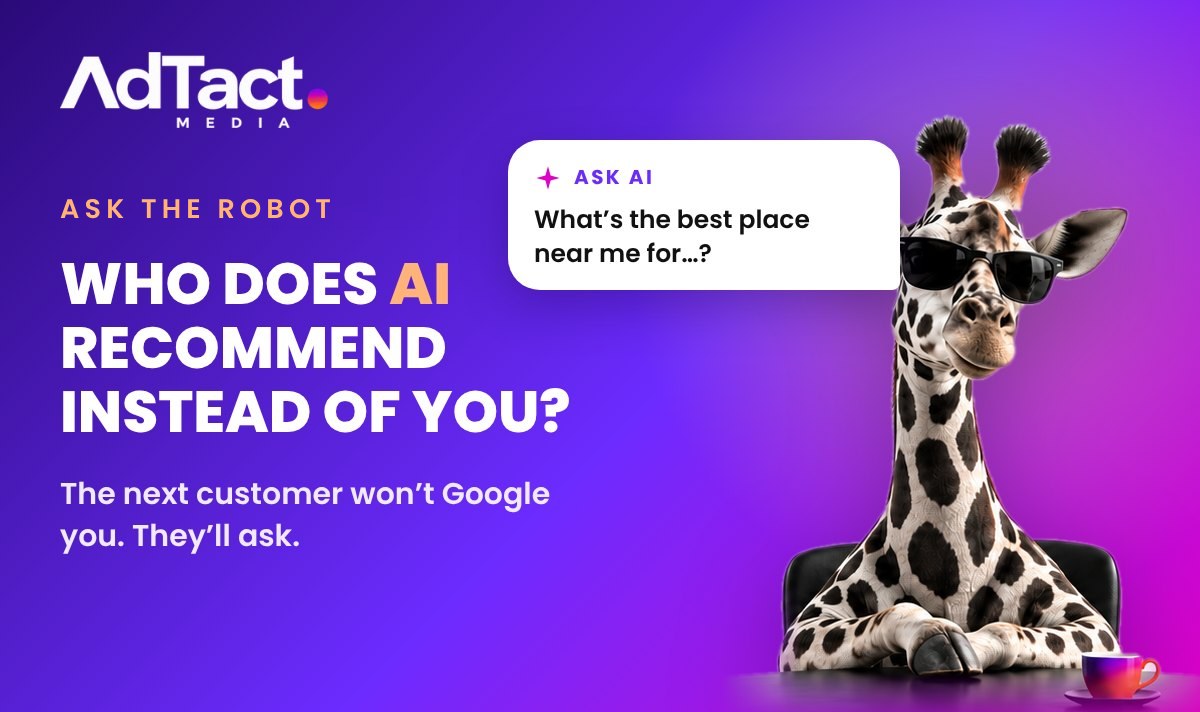 AdTact
MEDIA
ASK THE ROBOT
WHO DOES AI
RECOMMEND
INSTEAD OF YOU?
The next customer won’t Google
you. They’ll ask.
ASK AI
What’s the best place
near me for...?